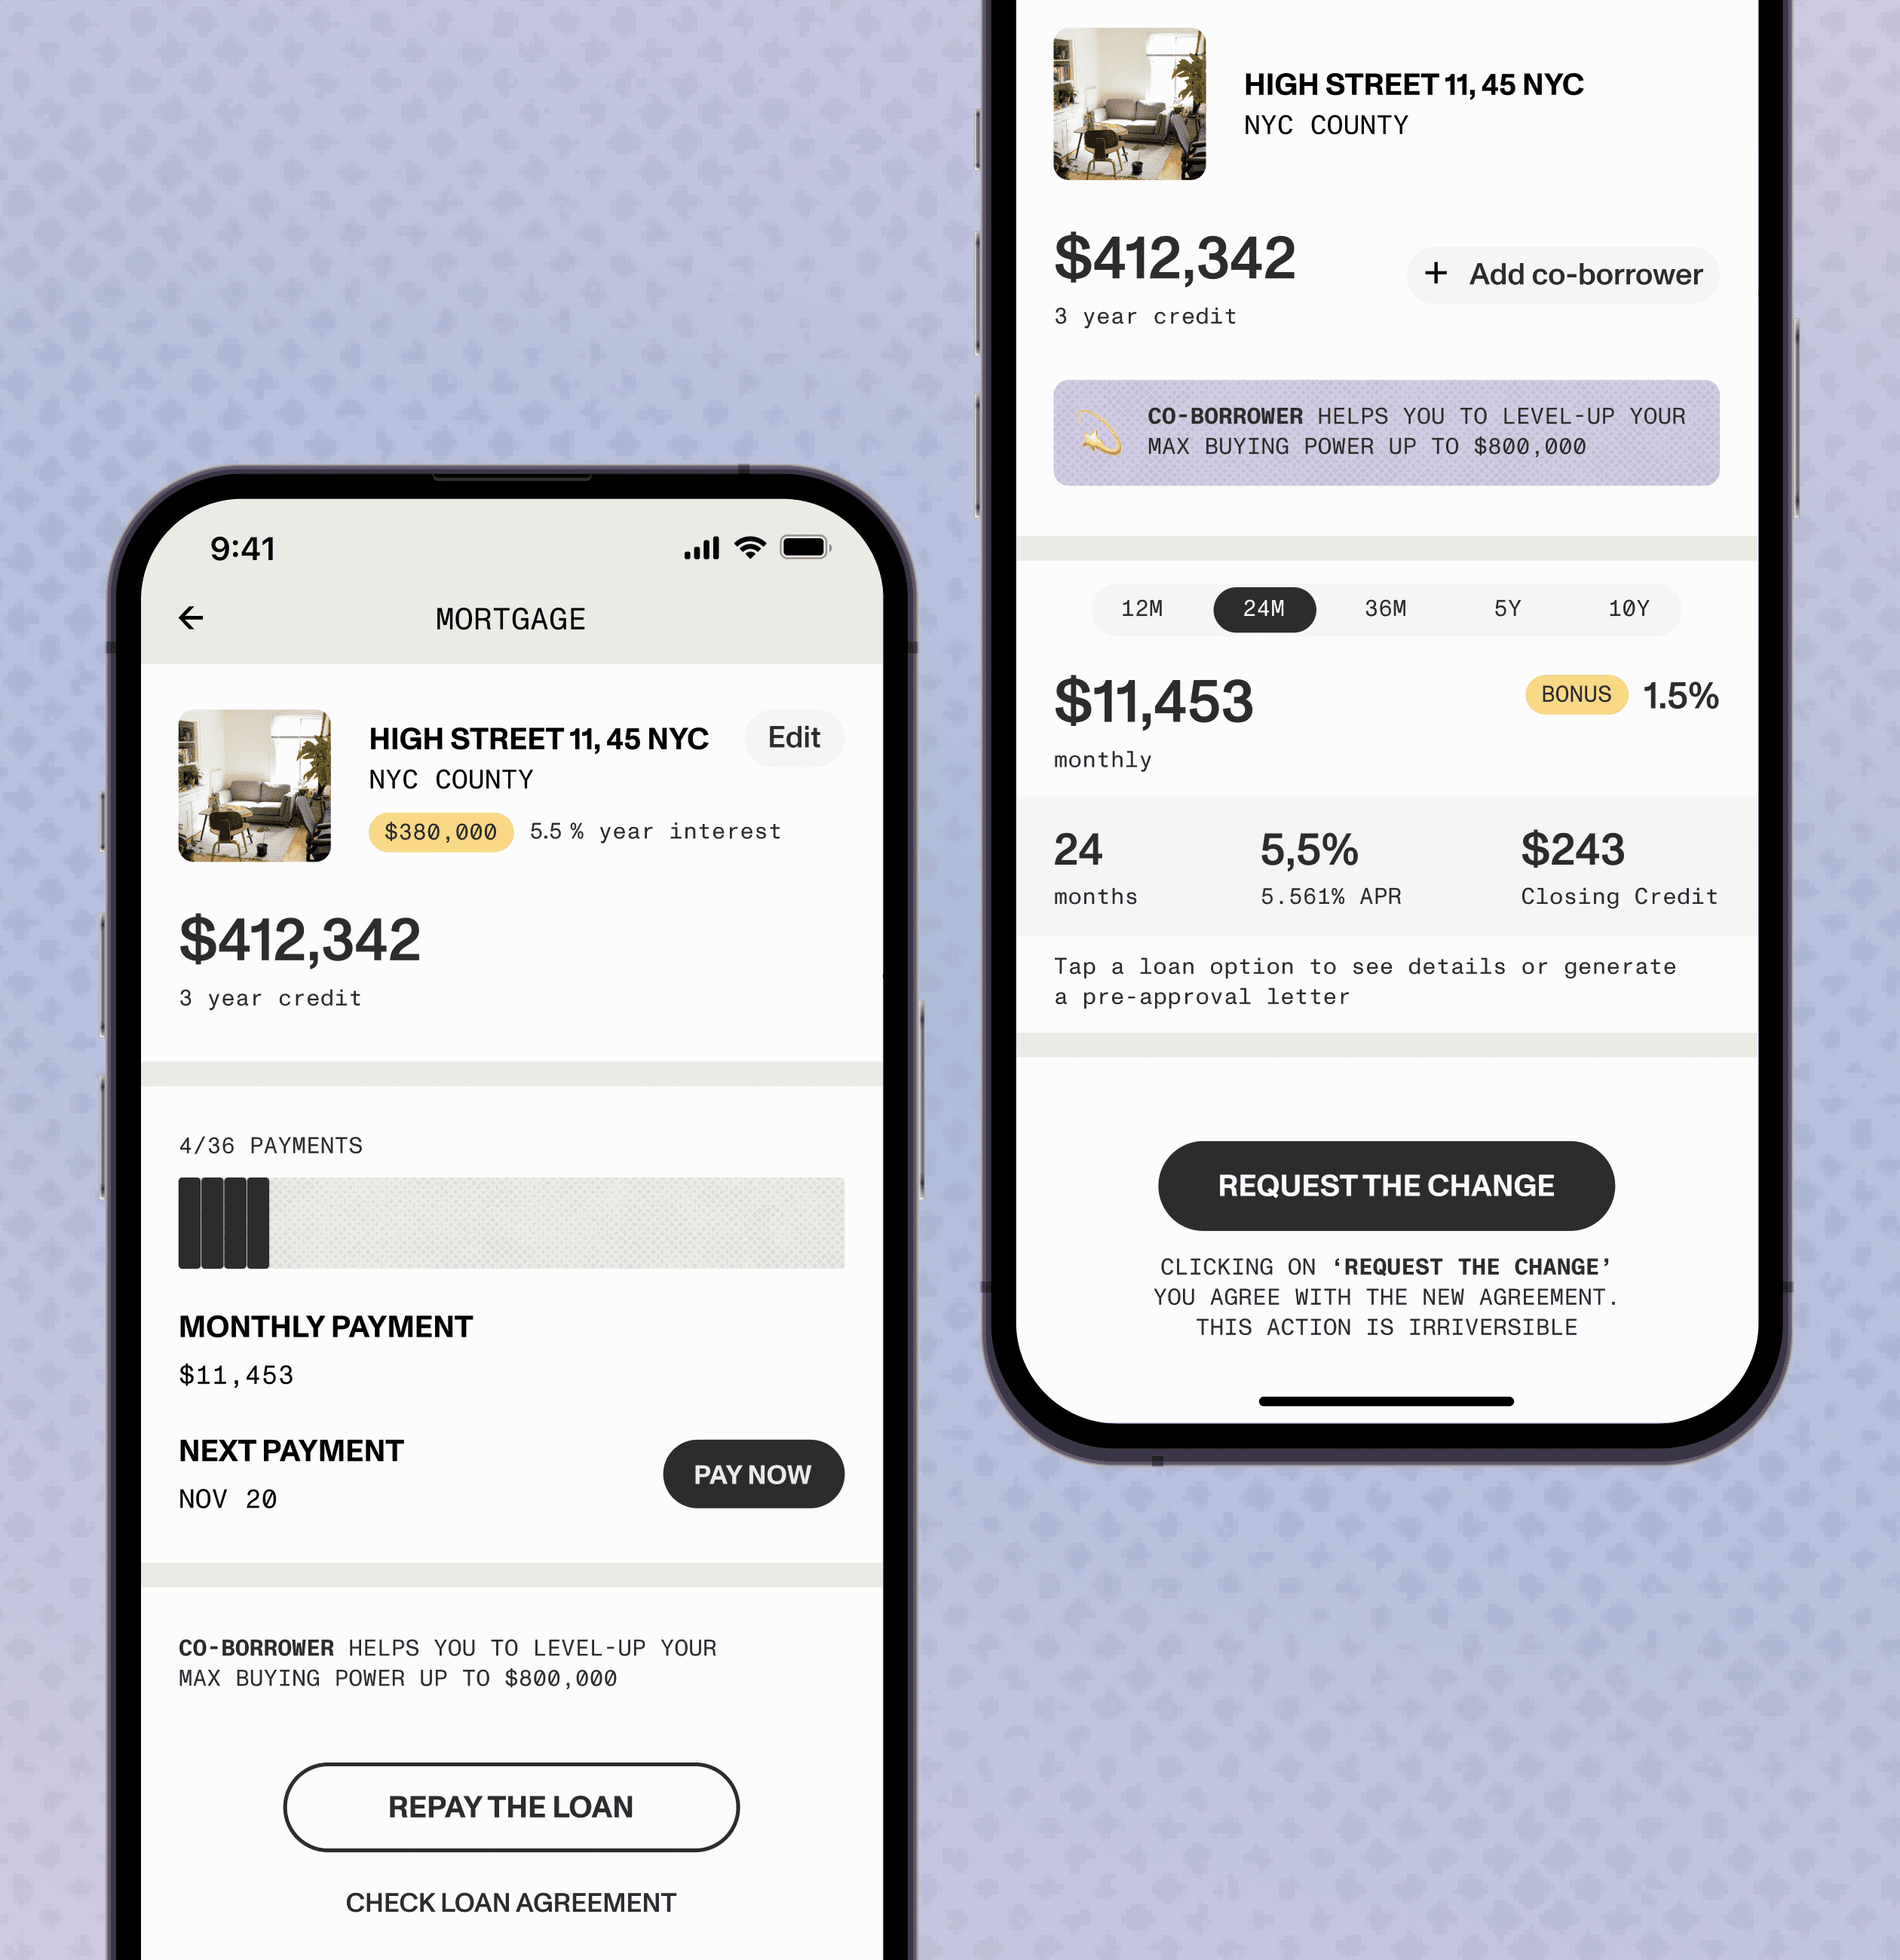 9:41
MORTGAGE
HIGH STREET 11, 45 NYC
Edit
NYC COUNTY
$380,000 5.5 % year interest
$412,342
3 year credit
4/36 PAYMENTS
MONTHLY PAYMENT
$11,453
NEXT PAYMENT
NOV 20
PAY NOW
CO-BORROWER HELPS YOU TO LEVEL-UP YOUR
MAX BUYING POWER UP TO $800,000
REPAY THE LOAN
CHECK LOAN AGREEMENT
HIGH STREET 11, 45 NYC
NYC COUNTY
$412,342
3 year credit
+ Add co-borrower
CO-BORROWER HELPS YOU TO LEVEL-UP YOUR
MAX BUYING POWER UP TO $800,000
12M 24M 36M 5Y 10Y
$11,453
monthly
BONUS 1.5%
24 5,5% $243
months 5.561% APR Closing Credit
Tap a loan option to see details or generate
a pre-approval letter
REQUEST THE CHANGE
CLICKING ON ‘REQUEST THE CHANGE’
YOU AGREE WITH THE NEW AGREEMENT.
THIS ACTION IS IRRIVERSIBLE